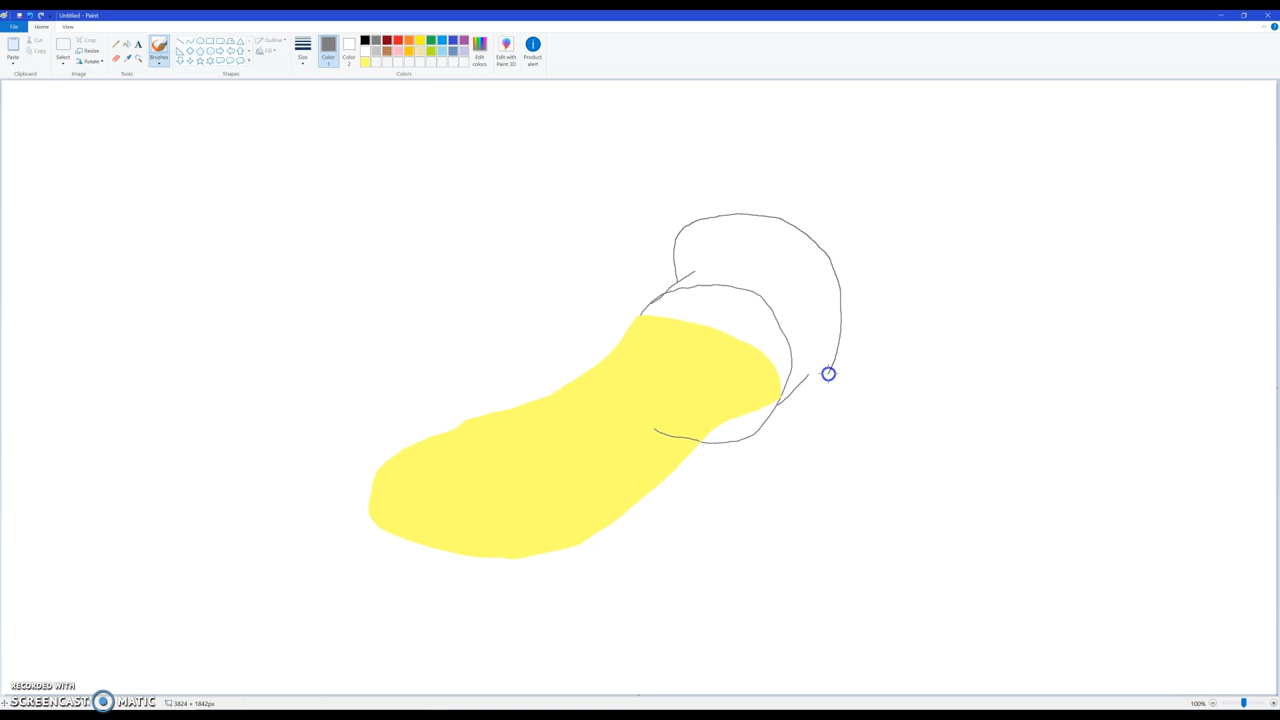 Untitled - Paint
File Home View
Paste
Cut
Copy
Clipboard
Select
Crop
Resize
Rotate
Image
A
Tools
Brushes
Shapes
Outline
Fill
Size
Color
1
Color
2
Colors
Edit
colors
Edit with
Paint 3D
Product
alert
RECORDED WITH
SCREENCAST MATIC
3824 × 1842px
100%